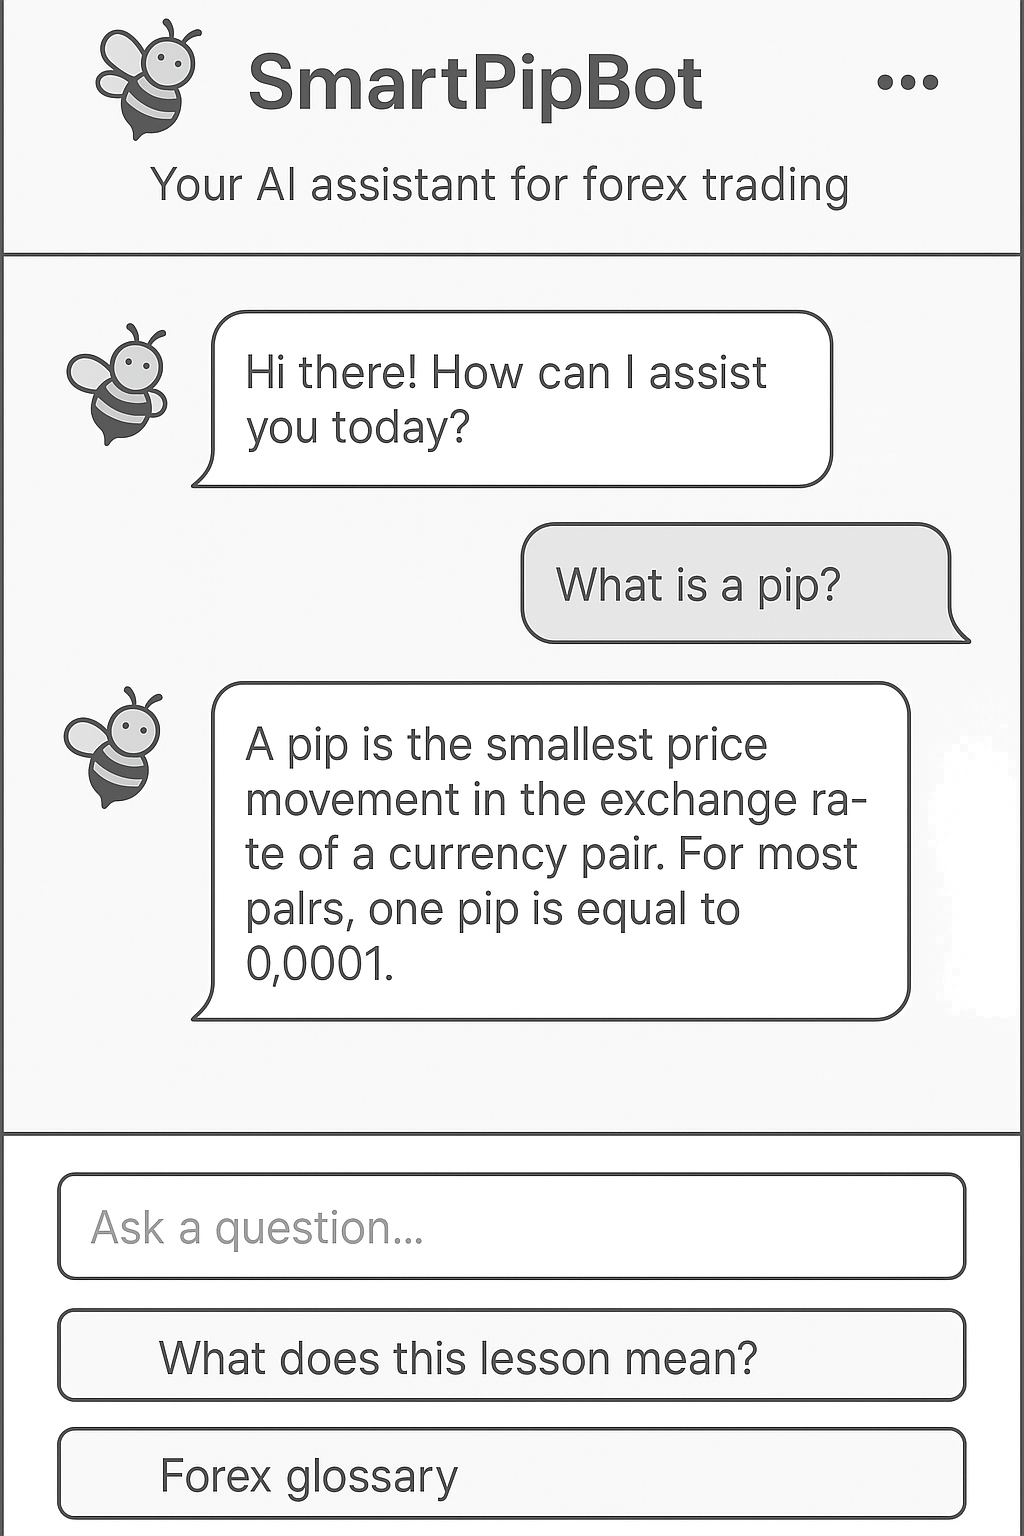 SmartPipBot
Your AI assistant for forex trading
Hi there! How can I assist
you today?
What is a pip?
A pip is the smallest price
movement in the exchange ra-
te of a currency pair. For most
palrs, one pip is equal to
0,0001.
Ask a question...
What does this lesson mean?
Forex glossary